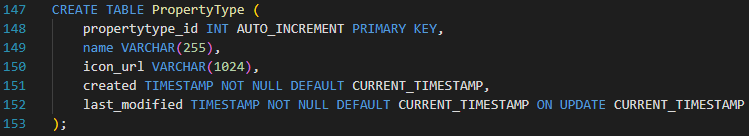 147 CREATE TABLE PropertyType (
148     propertytype_id INT AUTO_INCREMENT PRIMARY KEY,
149     name VARCHAR(255),
150     icon_url VARCHAR(1024),
151     created TIMESTAMP NOT NULL DEFAULT CURRENT_TIMESTAMP,
152     last_modified TIMESTAMP NOT NULL DEFAULT CURRENT_TIMESTAMP ON UPDATE CURRENT_TIMESTAMP
153 );